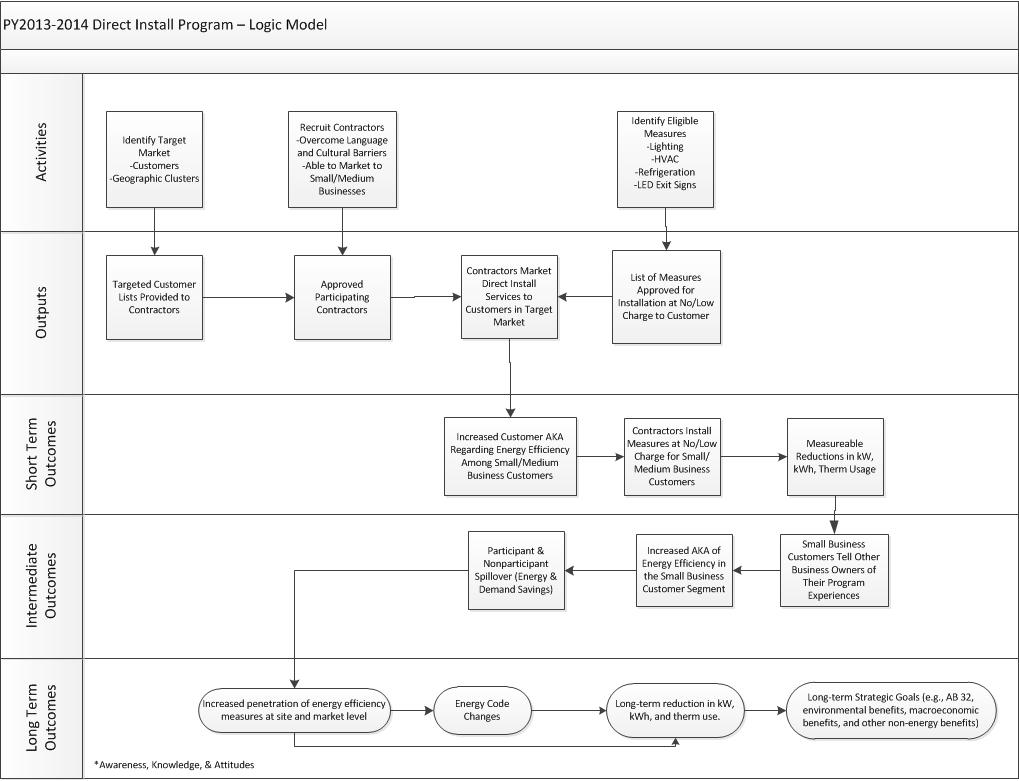 PY2013-2014 Direct Install Program – Logic Model
Activities
Identify Target
Market
-Customers
-Geographic Clusters
Recruit Contractors
-Overcome Language
and Cultural Barriers
-Able to Market to
Small/Medium
Businesses
Identify Eligible
Measures
-Lighting
-HVAC
-Refrigeration
-LED Exit Signs
Outputs
Targeted Customer
Lists Provided to
Contractors
Approved
Participating
Contractors
Contractors Market
Direct Install
Services to
Customers in Target
Market
List of Measures
Approved for
Installation at No/Low
Charge to Customer
Short Term
Outcomes
Increased Customer AKA
Regarding Energy Efficiency
Among Small/Medium
Business Customers
Contractors Install
Measures at No/Low
Charge for Small/
Medium Business
Customers
Measureable
Reductions in kW,
kWh, Therm Usage
Intermediate
Outcomes
Participant &
Nonparticipant
Spillover (Energy &
Demand Savings)
Increased AKA of
Energy Efficiency in
the Small Business
Customer Segment
Small Business
Customers Tell Other
Business Owners of
Their Program
Experiences
Long Term
Outcomes
Increased penetration of energy efficiency
measures at site and market level
Energy Code
Changes
Long-term reduction in kW,
kWh, and therm use.
Long-term Strategic Goals (e.g., AB 32,
environmental benefits, macroeconomic
benefits, and other non-energy benefits)
*Awareness, Knowledge, & Attitudes